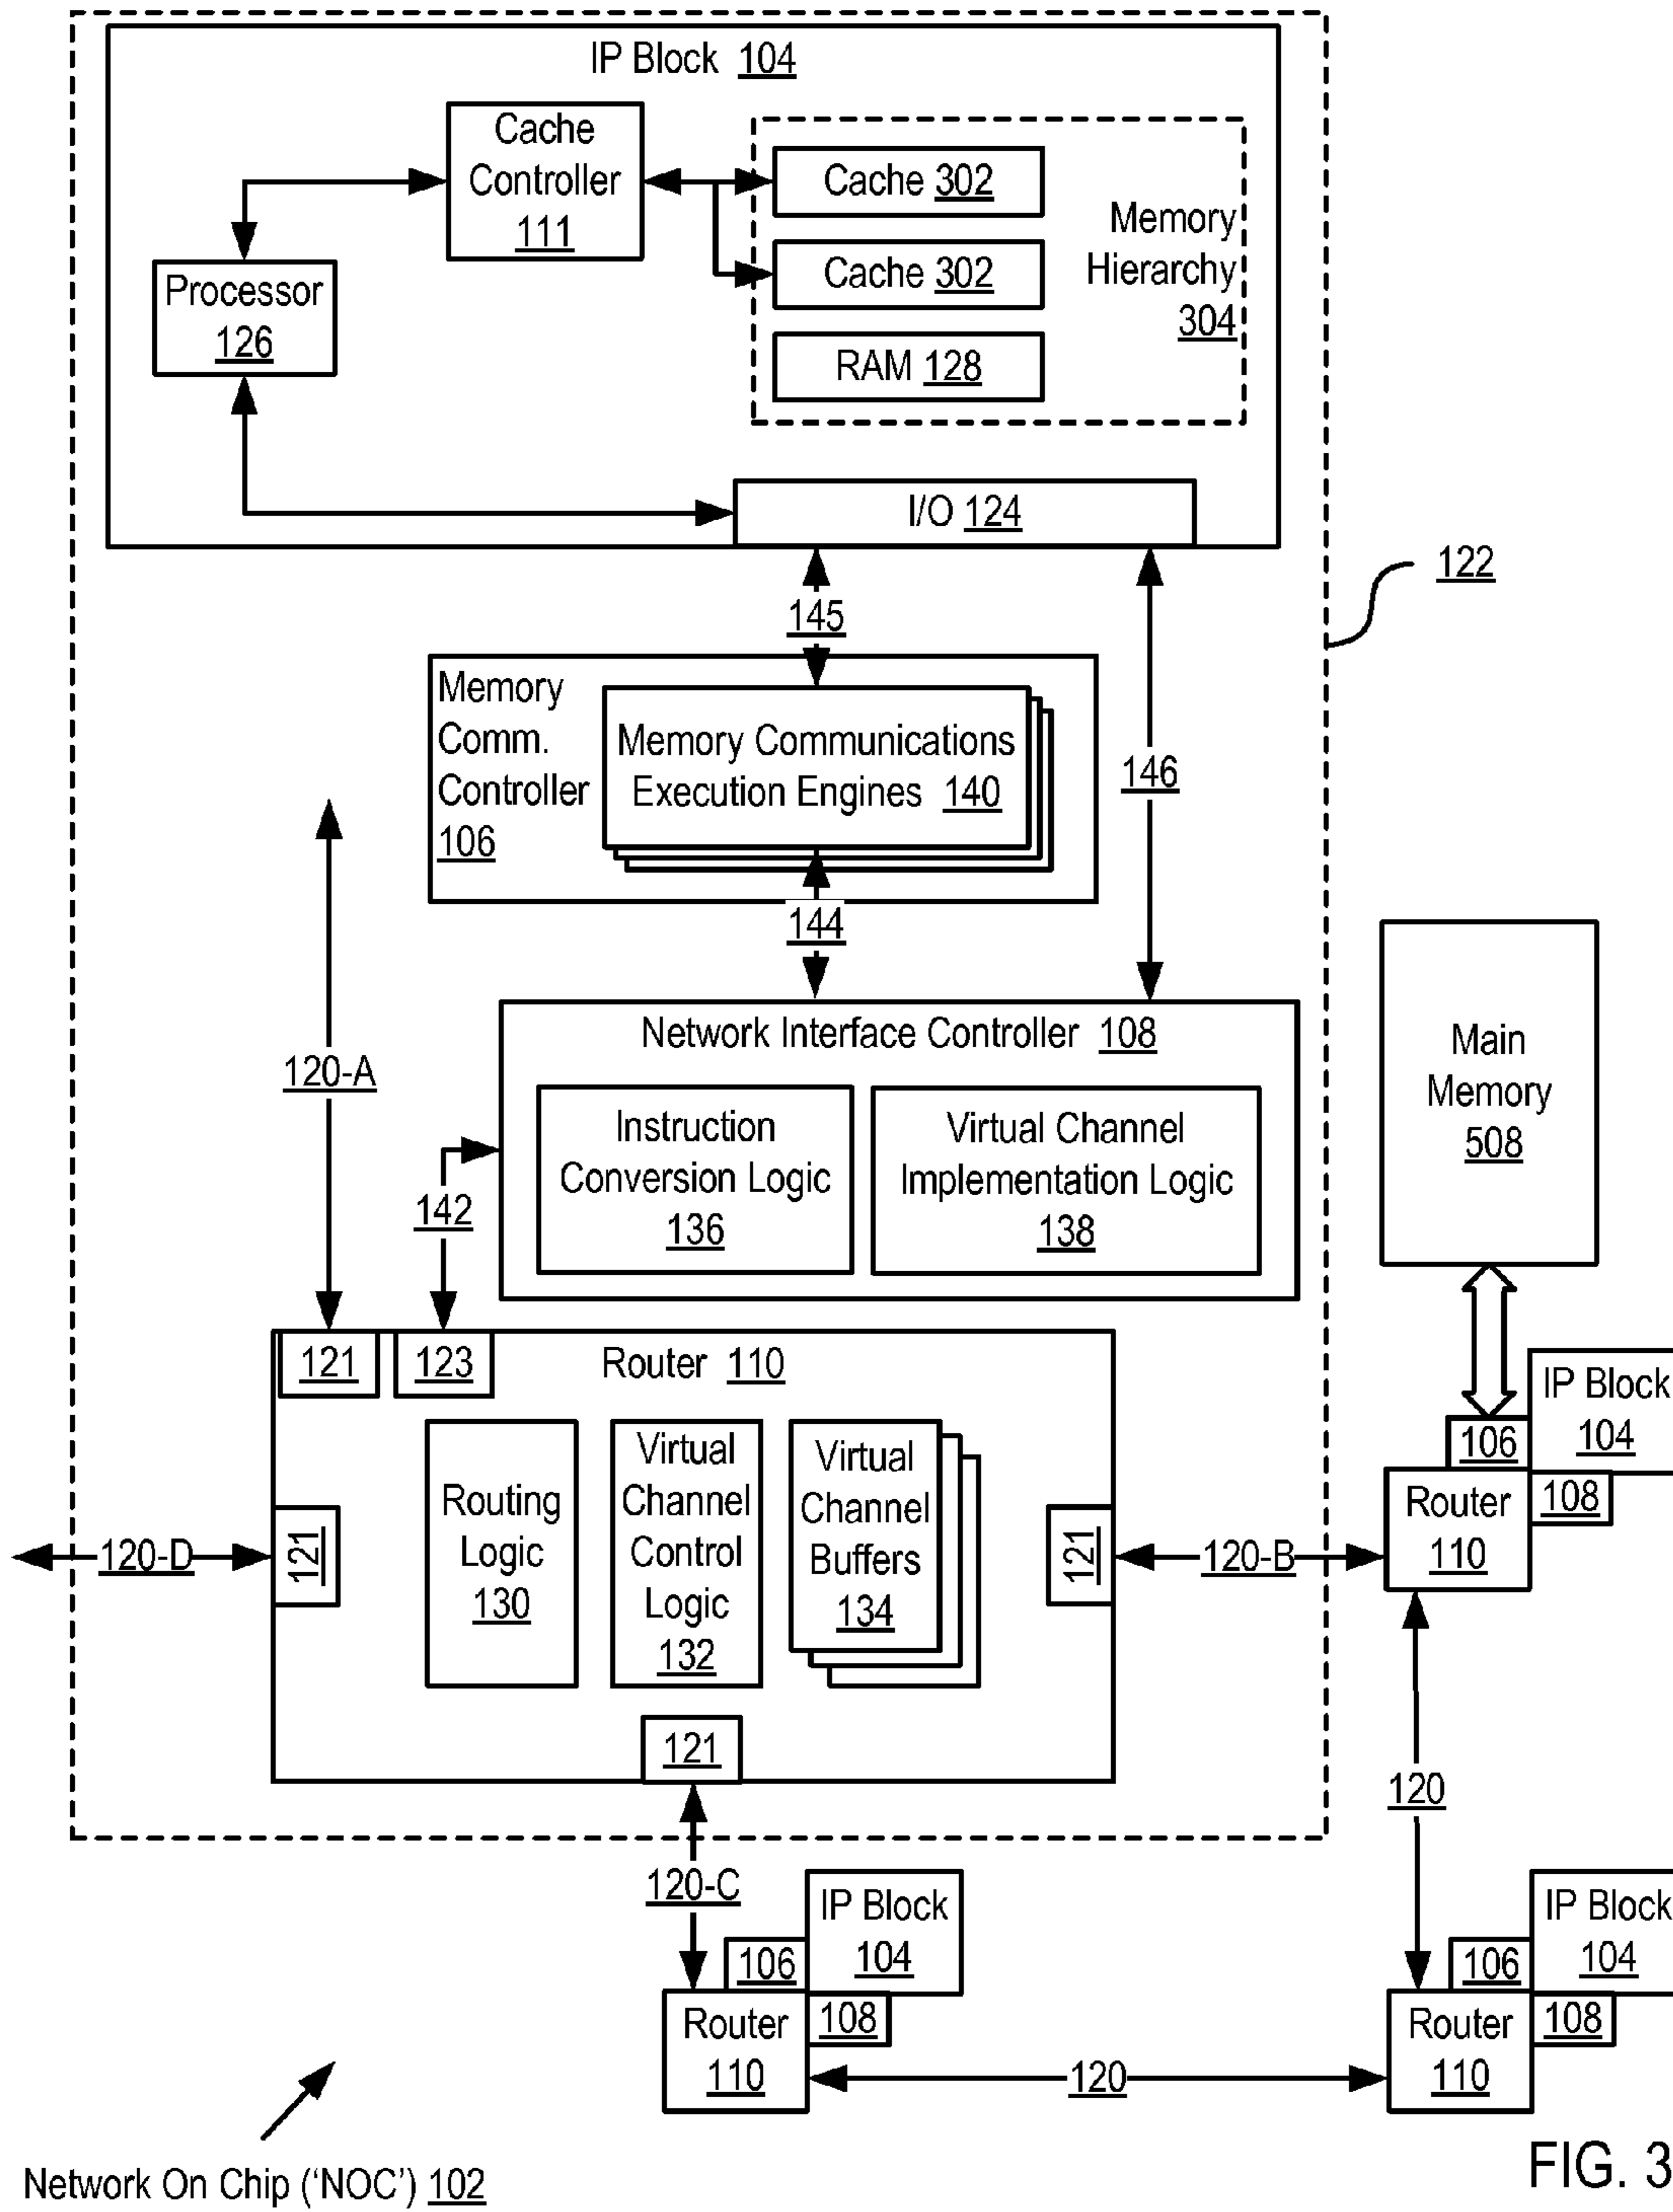 IP Block 104
Cache
Controller
111
Cache 302
Cache 302
RAM 128
Memory
Hierarchy
304
Processor
126
I/O 124
122
145
Memory
Comm.
Controller
106
Memory Communications
Execution Engines 140
146
144
120-A
Network Interface Controller 108
Instruction
Conversion Logic
136
Virtual Channel
Implementation Logic
138
142
Main
Memory
508
121
123
Router 110
Routing
Logic
130
Virtual
Channel
Control
Logic
132
Virtual
Channel
Buffers
134
121
121
121
120-D
120-B
IP Block
104
106
108
Router
110
120
120-C
IP Block
104
106
108
Router
110
120
IP Block
104
106
108
Router
110
Network On Chip (‘NOC’) 102
FIG. 3